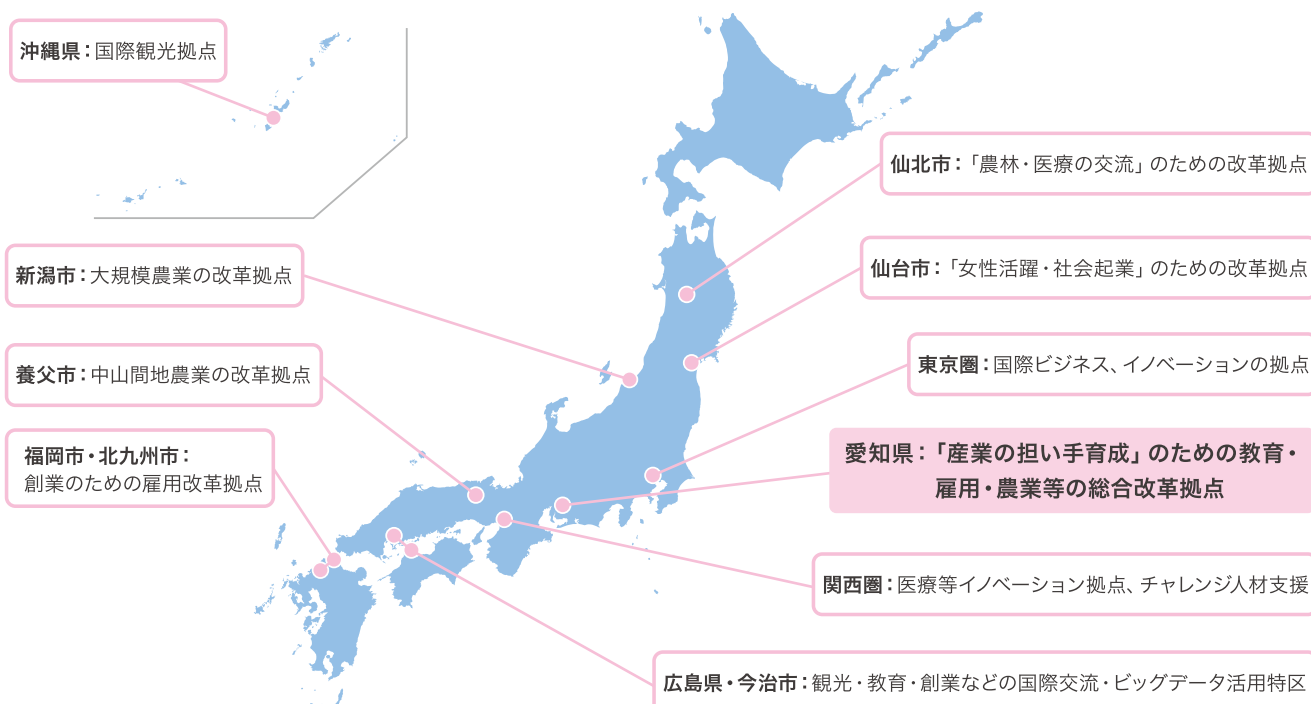 沖縄県：国際観光拠点
仙北市：「農林・医療の交流」のための改革拠点
新潟市：大規模農業の改革拠点
仙台市：「女性活躍・社会起業」のための改革拠点
養父市：中山間地農業の改革拠点
東京圏：国際ビジネス、イノベーションの拠点
福岡市・北九州市：
創業のための雇用改革拠点
愛知県：「産業の担い手育成」のための教育・
雇用・農業等の総合改革拠点
関西圏：医療等イノベーション拠点、チャレンジ人材支援
広島県・今治市：観光・教育・創業などの国際交流・ビッグデータ活用特区